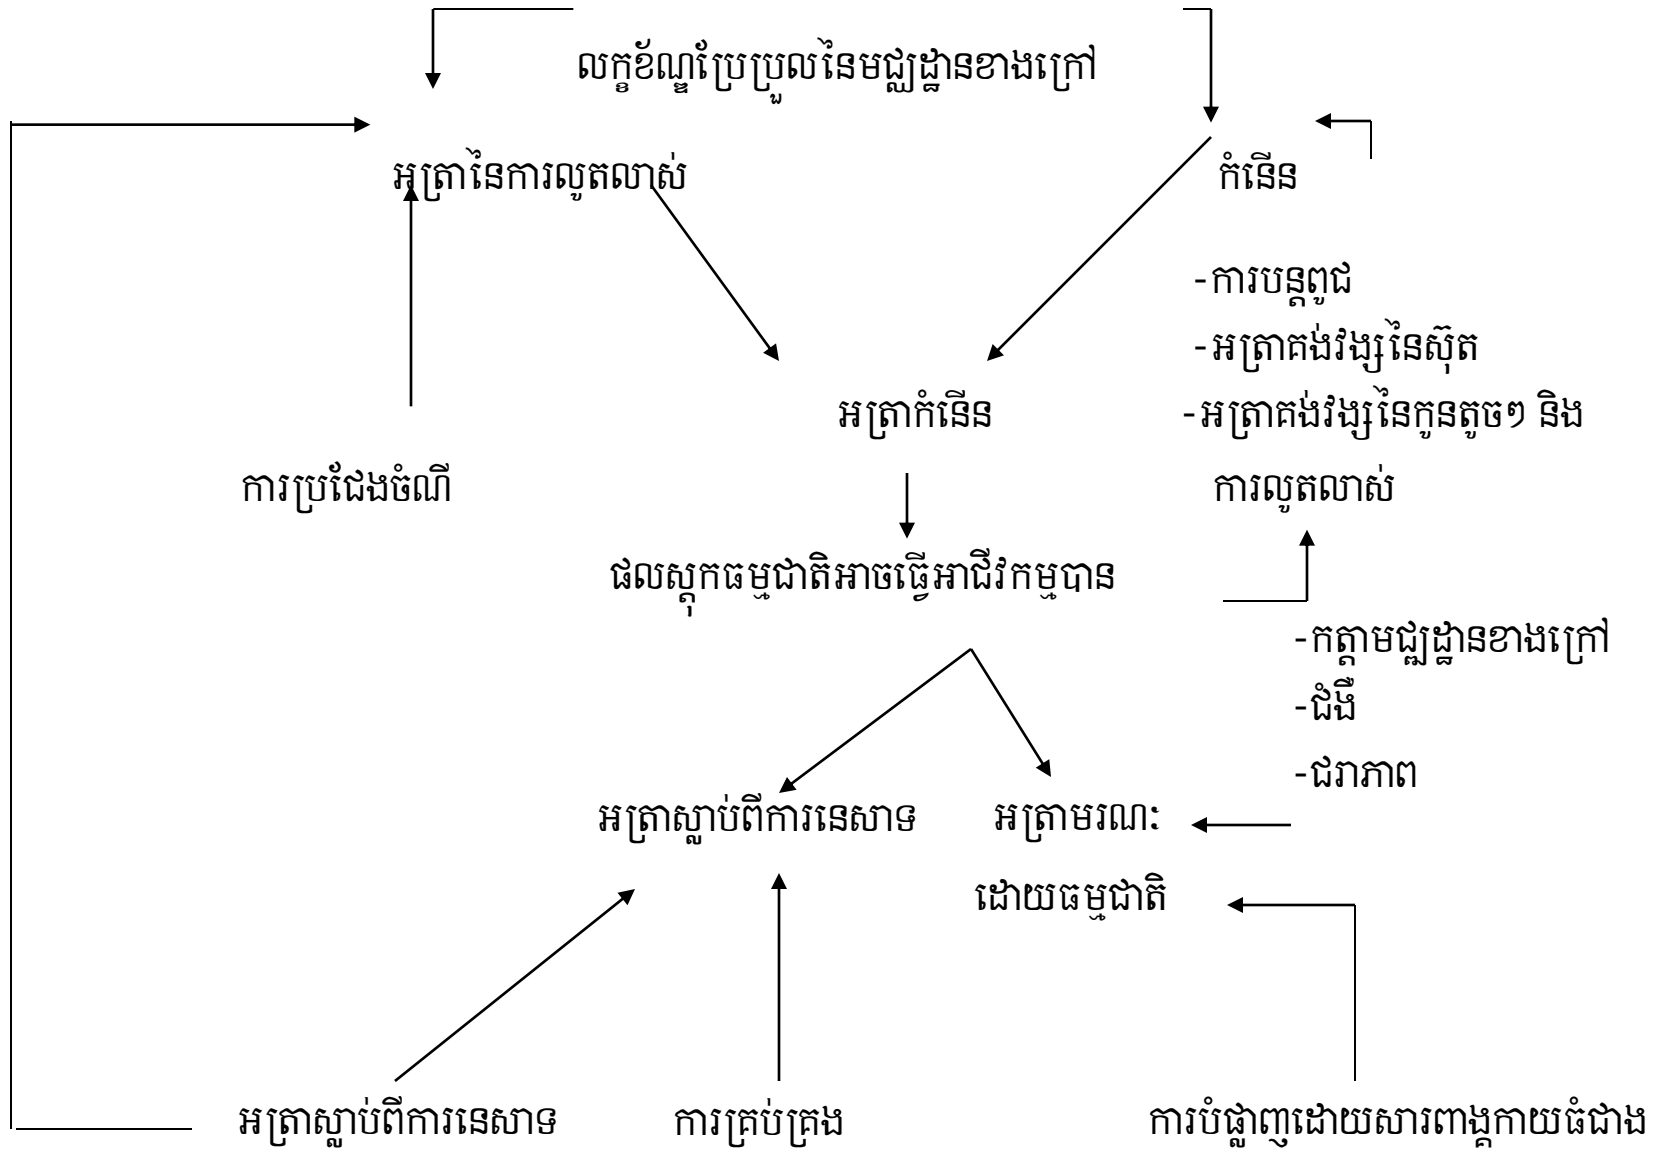 លក្ខខ័ណ្ឌប្រែប្រួលនៃមជ្ឈដ្ឋានខាងក្រៅ
អត្រានៃការលូតលាស់
កំនើន
-ការបន្តពូជ
-អត្រាគង់វង្សនៃស៊ុត
អត្រាកំនើន
-អត្រាគង់វង្សនៃកូនតូចៗ និង
ការប្រជែងចំណី
ការលូតលាស់
ផលស្តុកធម្មជាតិអាចធ្វើអាជីវកម្មបាន
-កត្តាមជ្ឈដ្ឋានខាងក្រៅ
-ជំងឺ
-ជរាភាព
អត្រាស្លាប់ពីការនេសាទ
អត្រាមរណៈ
ដោយធម្មជាតិ
អត្រាស្លាប់ពីការនេសាទ
ការគ្រប់គ្រង
ការបំផ្លាញដោយសារពាង្គកាយធំជាង